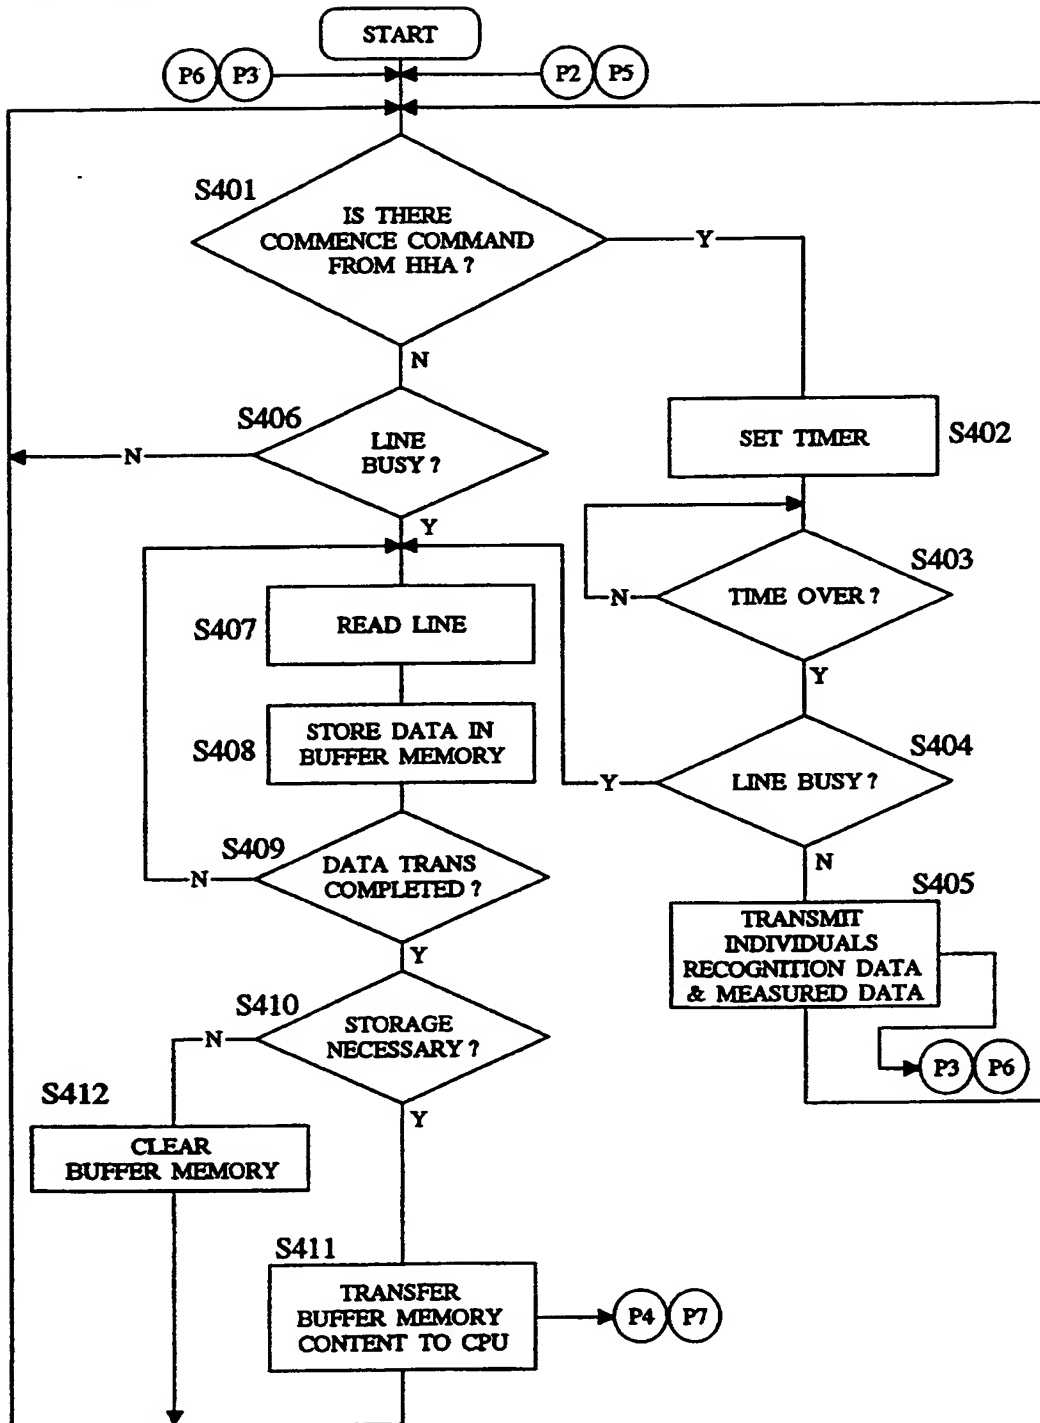 START
P6 P3
P2 P5
S401
IS THERE
COMMENCE COMMAND
FROM HHA ?
Y
N
S406
LINE
BUSY ?
N
Y
SET TIMER
S402
S403
TIME OVER ?
N
Y
S407
READ LINE
S408
STORE DATA IN
BUFFER MEMORY
S404
LINE BUSY ?
Y
N
S409
DATA TRANS
COMPLETED ?
N
Y
S405
TRANSMIT
INDIVIDUALS
RECOGNITION DATA
& MEASURED DATA
P3 P6
S410
STORAGE
NECESSARY ?
N
Y
S412
CLEAR
BUFFER MEMORY
S411
TRANSFER
BUFFER MEMORY
CONTENT TO CPU
P4 P7